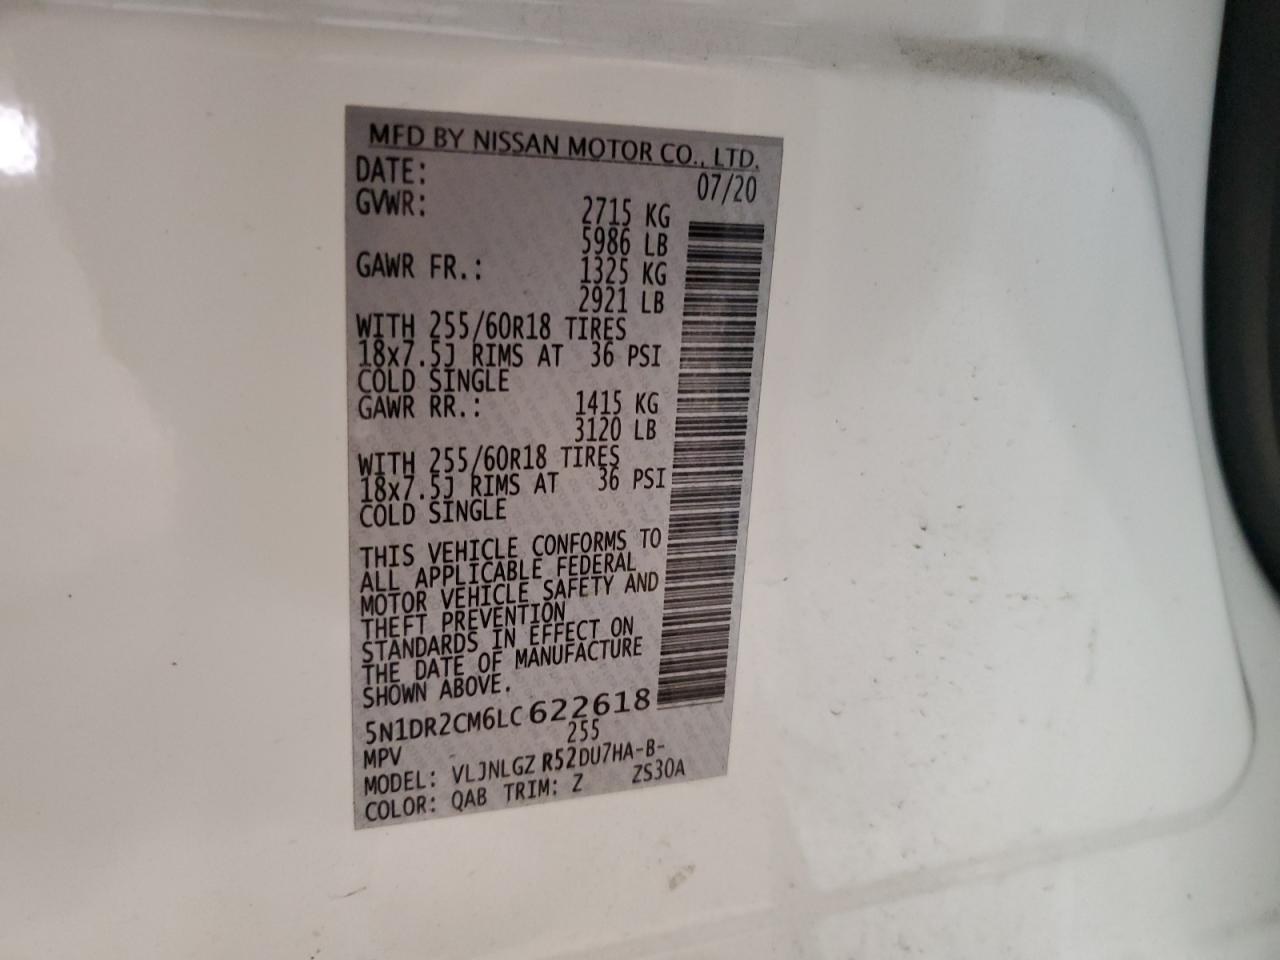 MFD BY NISSAN MOTOR CO., LTD.
DATE: 07/20
GVWR: 2715 KG
5986 LB
GAWR FR.: 1325 KG
2921 LB
WITH 255/60R18 TIRES
18x7.5J RIMS AT 36 PSI
COLD SINGLE
GAWR RR.: 1415 KG
3120 LB
WITH 255/60R18 TIRES
18x7.5J RIMS AT 36 PSI
COLD SINGLE
THIS VEHICLE CONFORMS TO
ALL APPLICABLE FEDERAL
MOTOR VEHICLE SAFETY AND
THEFT PREVENTION
STANDARDS IN EFFECT ON
THE DATE OF MANUFACTURE
SHOWN ABOVE.
5N1DR2CM6LC622618
MPV 255
MODEL: VLJNLGZ R52DU7HA-B-
COLOR: QAB TRIM: Z ZS30A